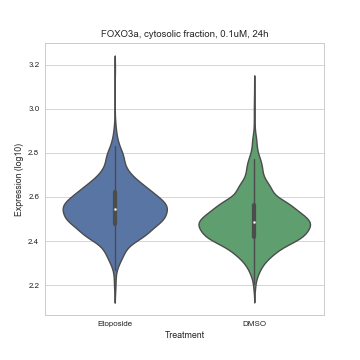 FOXO3a, cytosolic fraction, 0.1uM, 24h
3.2
3.0
2.8
2.6
2.4
2.2
Expression (log10)
Etoposide DMSO
Treatment